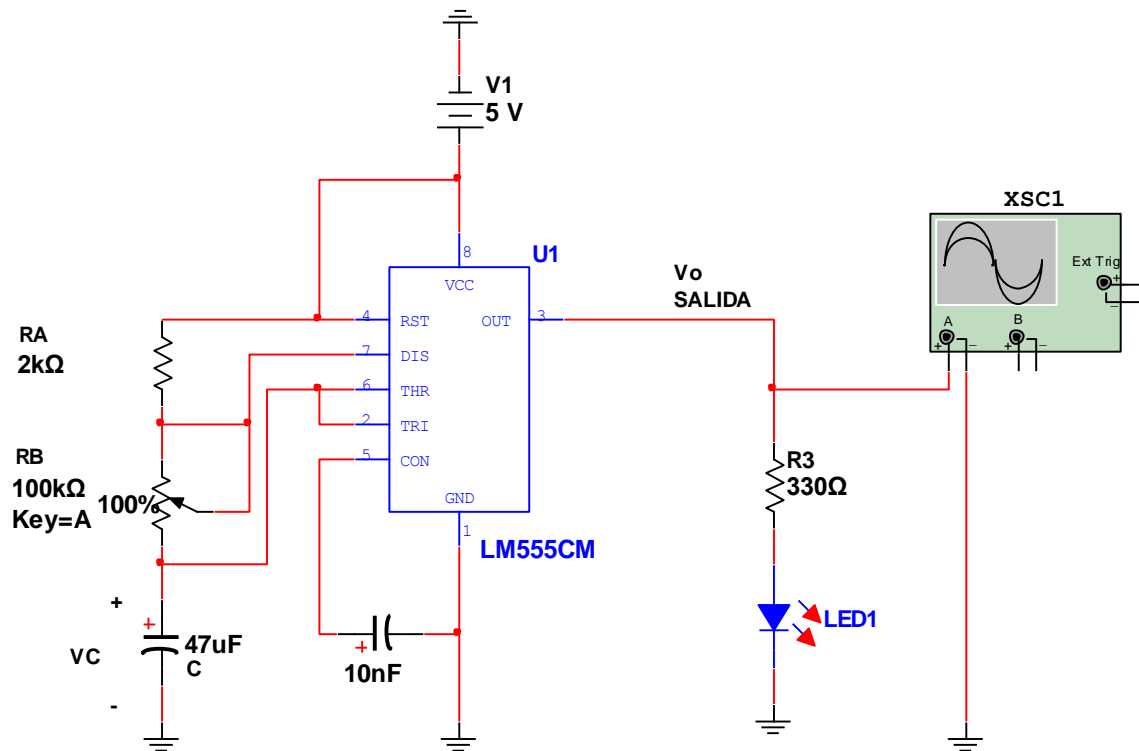 V1
5 V
XSC1
Ext Trig
+
−
A
B
+
−
+
−
U1
8
VCC
Vo
SALIDA
4
RST
OUT
3
7
DIS
6
THR
2
TRI
5
CON
GND
1
LM555CM
RA
2kΩ
RB
100kΩ
Key=A
100%
R3
330Ω
LED1
+
+
47uF
VC
C
-
+
10nF